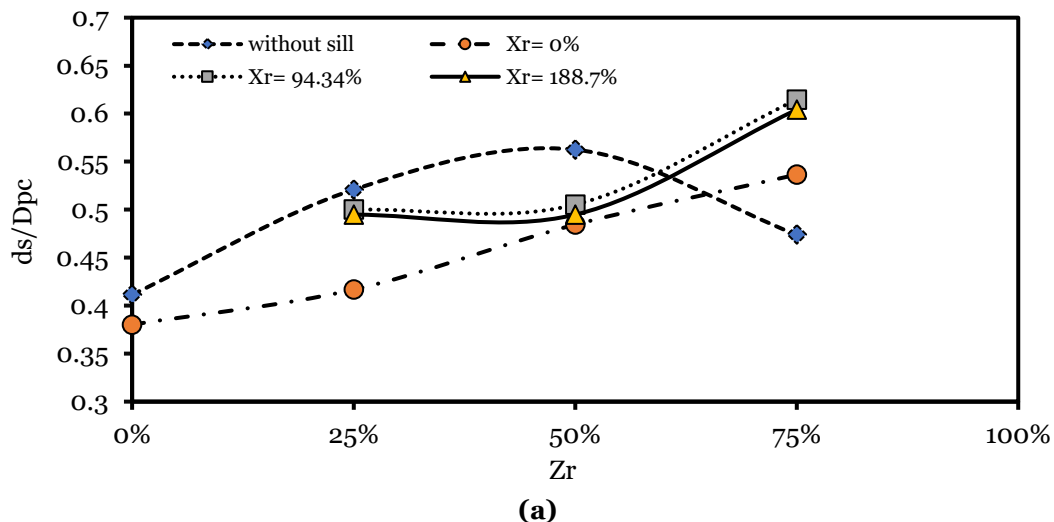 0.7
0.65
0.6
0.55
0.5
0.45
0.4
0.35
0.3
ds/Dpc
without sill
Xr= 0%
Xr= 94.34%
Xr= 188.7%
0%
25%
50%
75%
100%
Zr
(a)